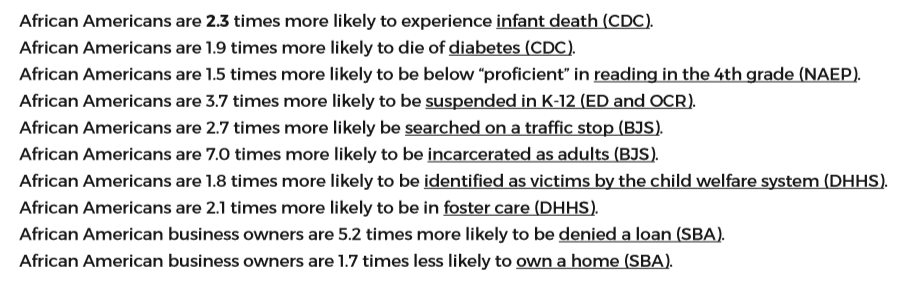 African Americans are 2.3 times more likely to experience infant death (CDC).
African Americans are 1.9 times more likely to die of diabetes (CDC).
African Americans are 1.5 times more likely to be below “proficient” in reading in the 4th grade (NAEP).
African Americans are 3.7 times more likely to be suspended in K-12 (ED and OCR).
African Americans are 2.7 times more likely be searched on a traffic stop (BJS).
African Americans are 7.0 times more likely to be incarcerated as adults (BJS).
African Americans are 1.8 times more likely to be identified as victims by the child welfare system (DHHS).
African Americans are 2.1 times more likely to be in foster care (DHHS).
African American business owners are 5.2 times more likely to be denied a loan (SBA).
African American business owners are 1.7 times less likely to own a home (SBA).